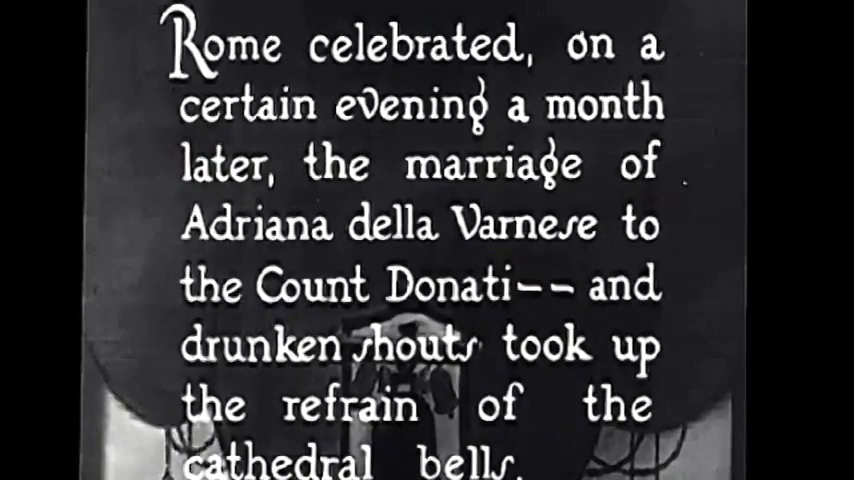 Rome celebrated, on a
certain evening a month
later, the marriage of
Adriana della Varnese to
the Count Donati-- and
drunken shouts took up
the refrain of the
cathedral bells.